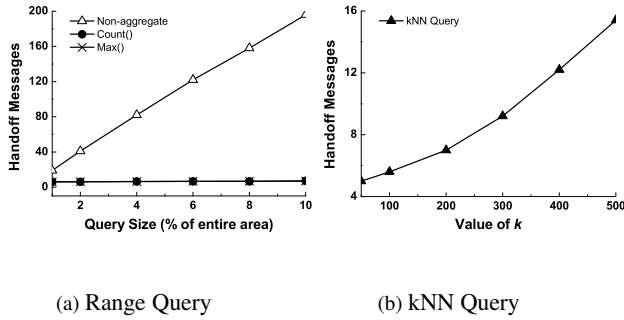 Non-aggregate
Count()
Max()
200
160
120
80
40
0
Handoff Messages
2 4 6 8 10
Query Size (% of entire area)
kNN Query
16
12
8
4
Handoff Messages
100 200 300 400 500
Value of k
(a) Range Query
(b) kNN Query